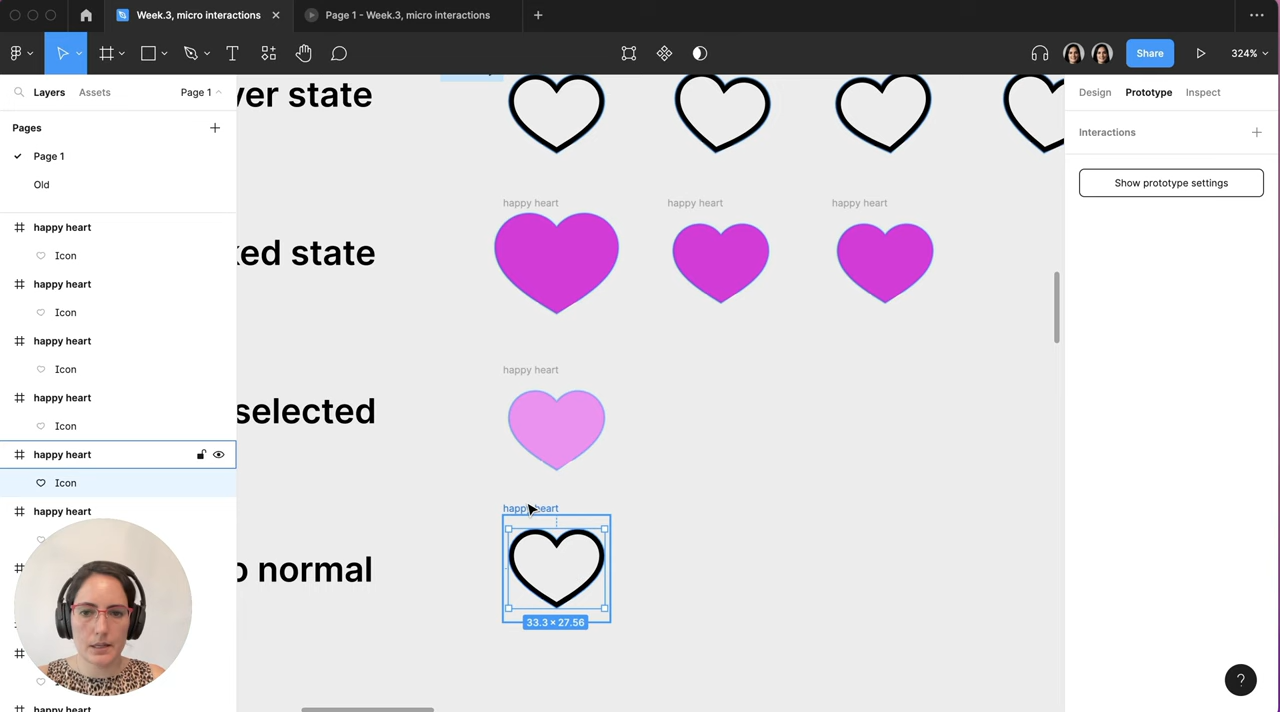 Week.3, micro interactions
Page 1 - Week.3, micro interactions
Share
324%
Layers
Assets
Page 1
Pages
Page 1
Old
happy heart
Icon
happy heart
Icon
happy heart
Icon
happy heart
Icon
happy heart
Icon
happy heart
happy heart
ver state
ked state
selected
o normal
happy heart
happy heart
happy heart
happy heart
happy heart
33.3 × 27.56
Design
Prototype
Inspect
Interactions
Show prototype settings
?